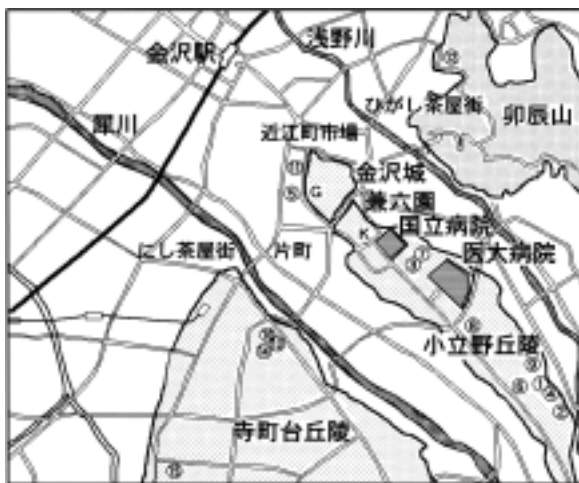 浅野川
金沢駅
ひがし茶屋街
卯辰山
犀川
近江町市場
金沢城
⑪
⑤
G
兼六園
K
国立病院
にし茶屋街
片町
医大病院
小立野丘陵
寺町台丘陵